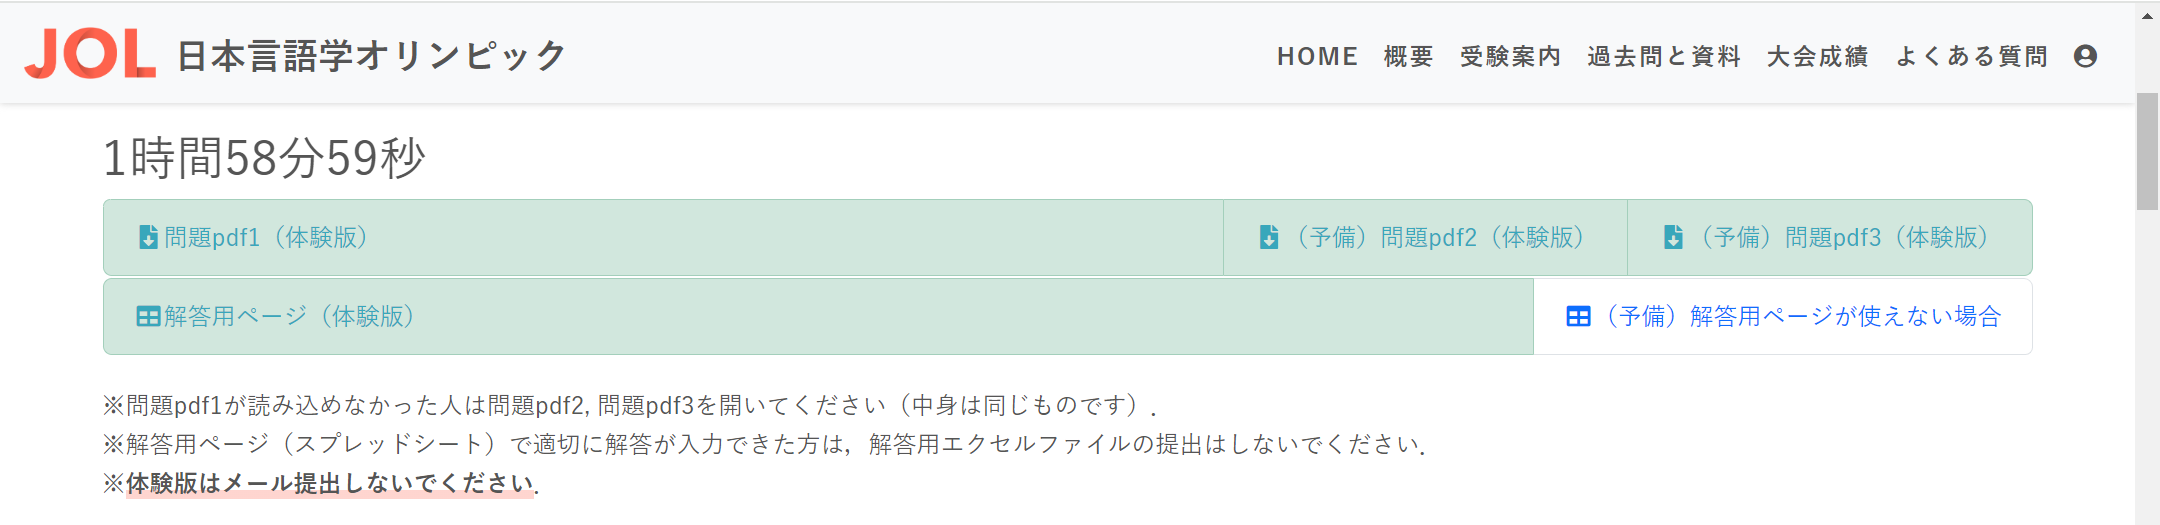 JOL 日本言語学オリンピック HOME 概要 受験案内 過去問と資料 大会成績 よくある質問
1時間58分59秒
問題pdf1（体験版） （予備）問題pdf2（体験版） （予備）問題pdf3（体験版）
解答用ページ（体験版） （予備）解答用ページが使えない場合
※問題pdf1が読み込めなかった人は問題pdf2, 問題pdf3を開いてください（中身は同じものです）.
※解答用ページ（スプレッドシート）で適切に解答が入力できた方は，解答用エクセルファイルの提出はしないでください.
※体験版はメール提出しないでください.